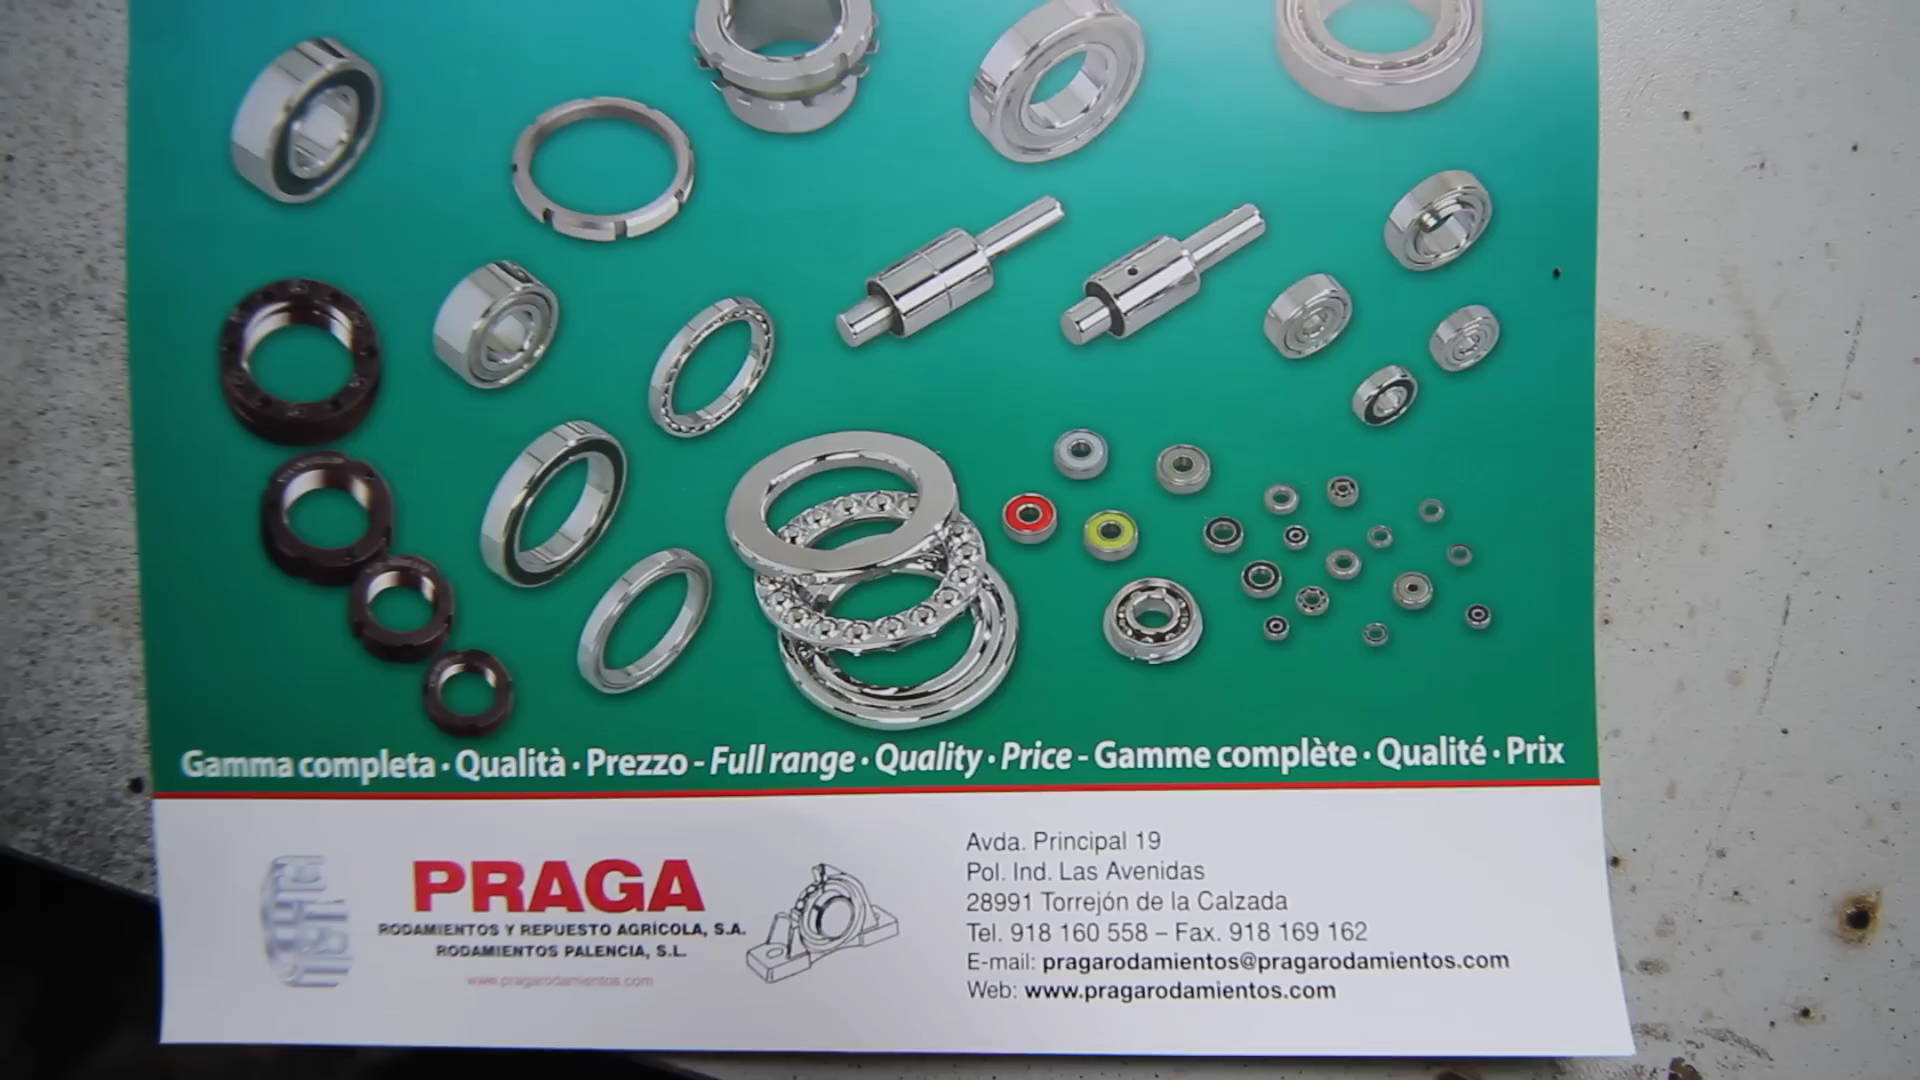 Gamma completa · Qualità · Prezzo - Full range · Quality · Price - Gamme complète · Qualité · Prix
PRAGA
RODAMIENTOS Y REPUESTO AGRÍCOLA, S.A.
RODAMIENTOS PALENCIA, S.L.
www.pragarodamientos.com
Avda. Principal 19
Pol. Ind. Las Avenidas
28991 Torrejón de la Calzada
Tel. 918 160 558 – Fax. 918 169 162
E-mail: pragarodamientos@pragarodamientos.com
Web: www.pragarodamientos.com